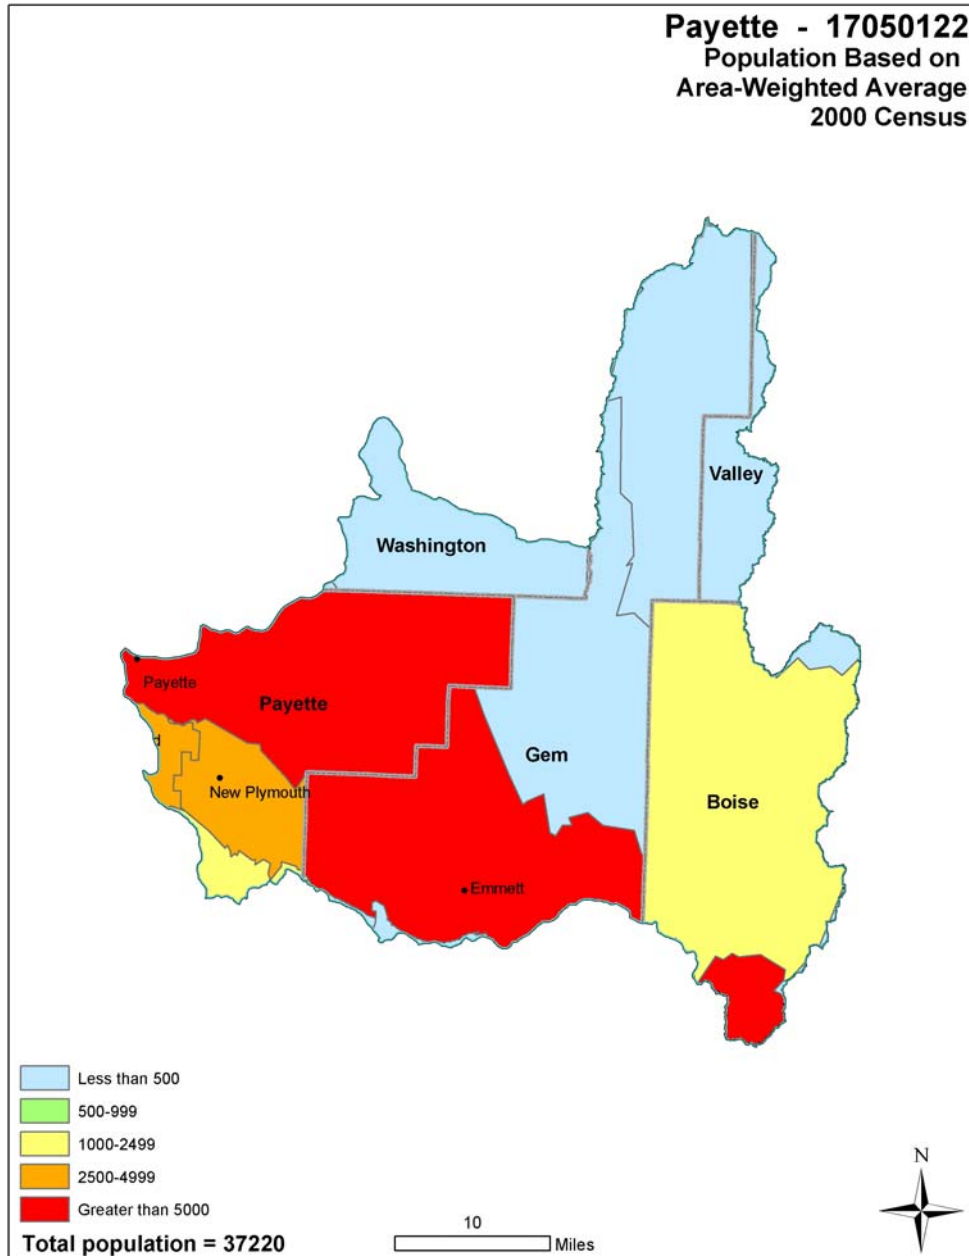 Payette - 17050122
Population Based on
Area-Weighted Average
2000 Census
Valley
Washington
Payette
Payette
d
New Plymouth
Gem
Boise
Emmett
Less than 500
500-999
1000-2499
2500-4999
Greater than 5000
Total population = 37220
10
Miles
N